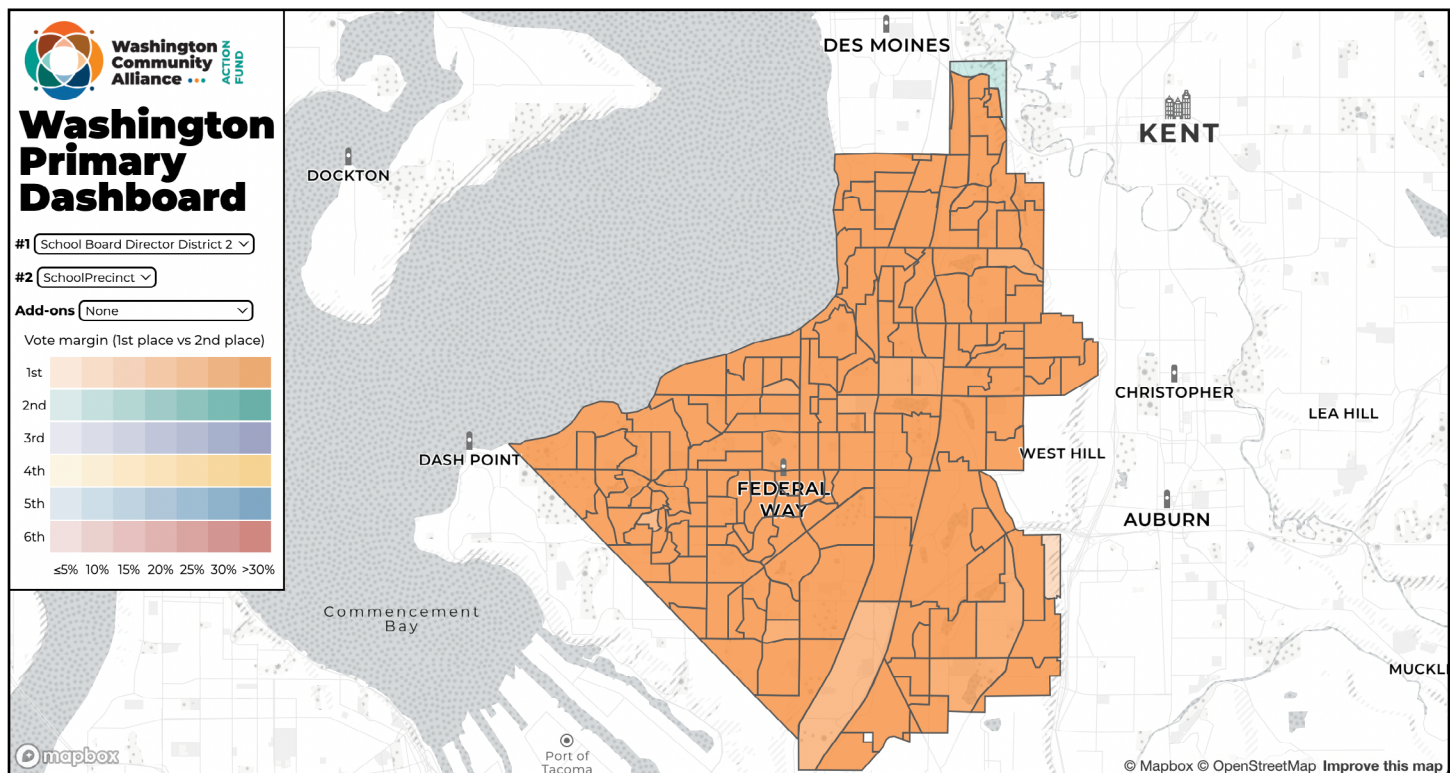 Washington
Community
Alliance
ACTION
FUND
Washington
Primary
Dashboard
#1 School Board Director District 2
#2 SchoolPrecinct
Add-ons None
Vote margin (1st place vs 2nd place)
1st
2nd
3rd
4th
5th
6th
≤5% 10% 15% 20% 25% 30% >30%
DES MOINES
KENT
DOCKTON
CHRISTOPHER
LEA HILL
DASH POINT
WEST HILL
FEDERAL
WAY
AUBURN
Commencement
Bay
MUCKL
Port of
Tacoma
mapbox
© Mapbox © OpenStreetMap Improve this map